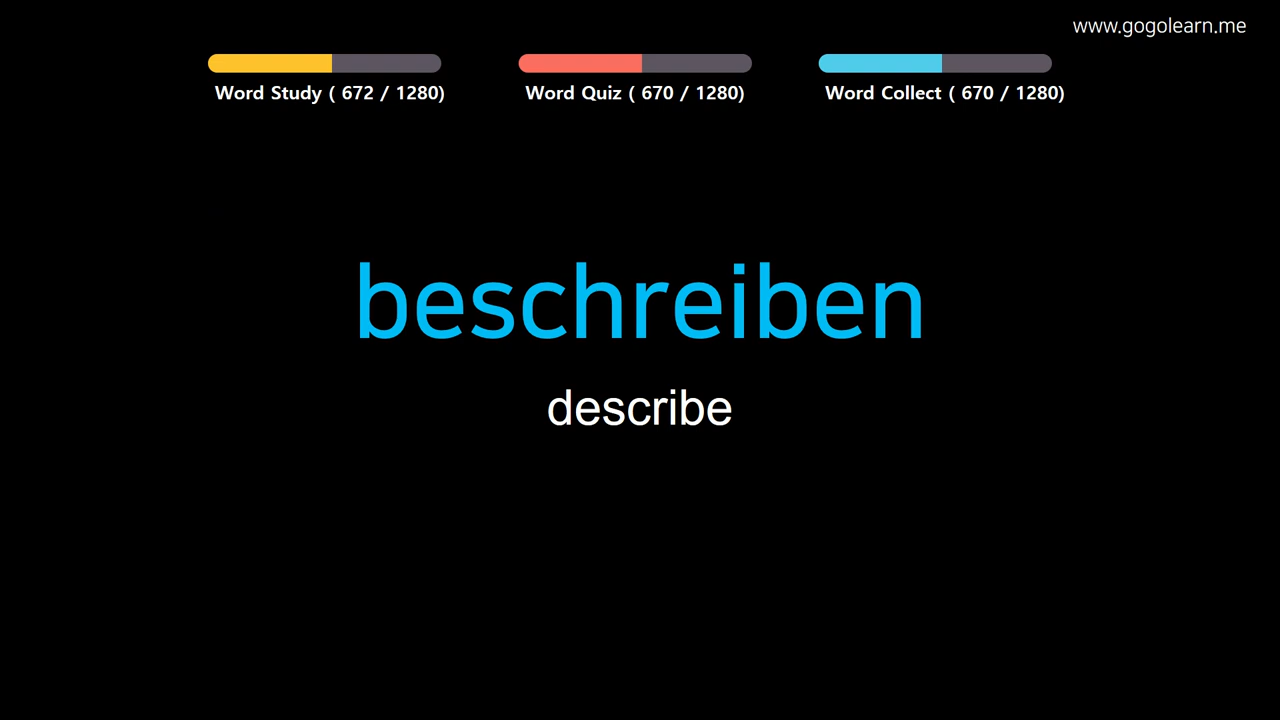 www.gogolearn.me
Word Study ( 672 / 1280)
Word Quiz ( 670 / 1280)
Word Collect ( 670 / 1280)
beschreiben
describe